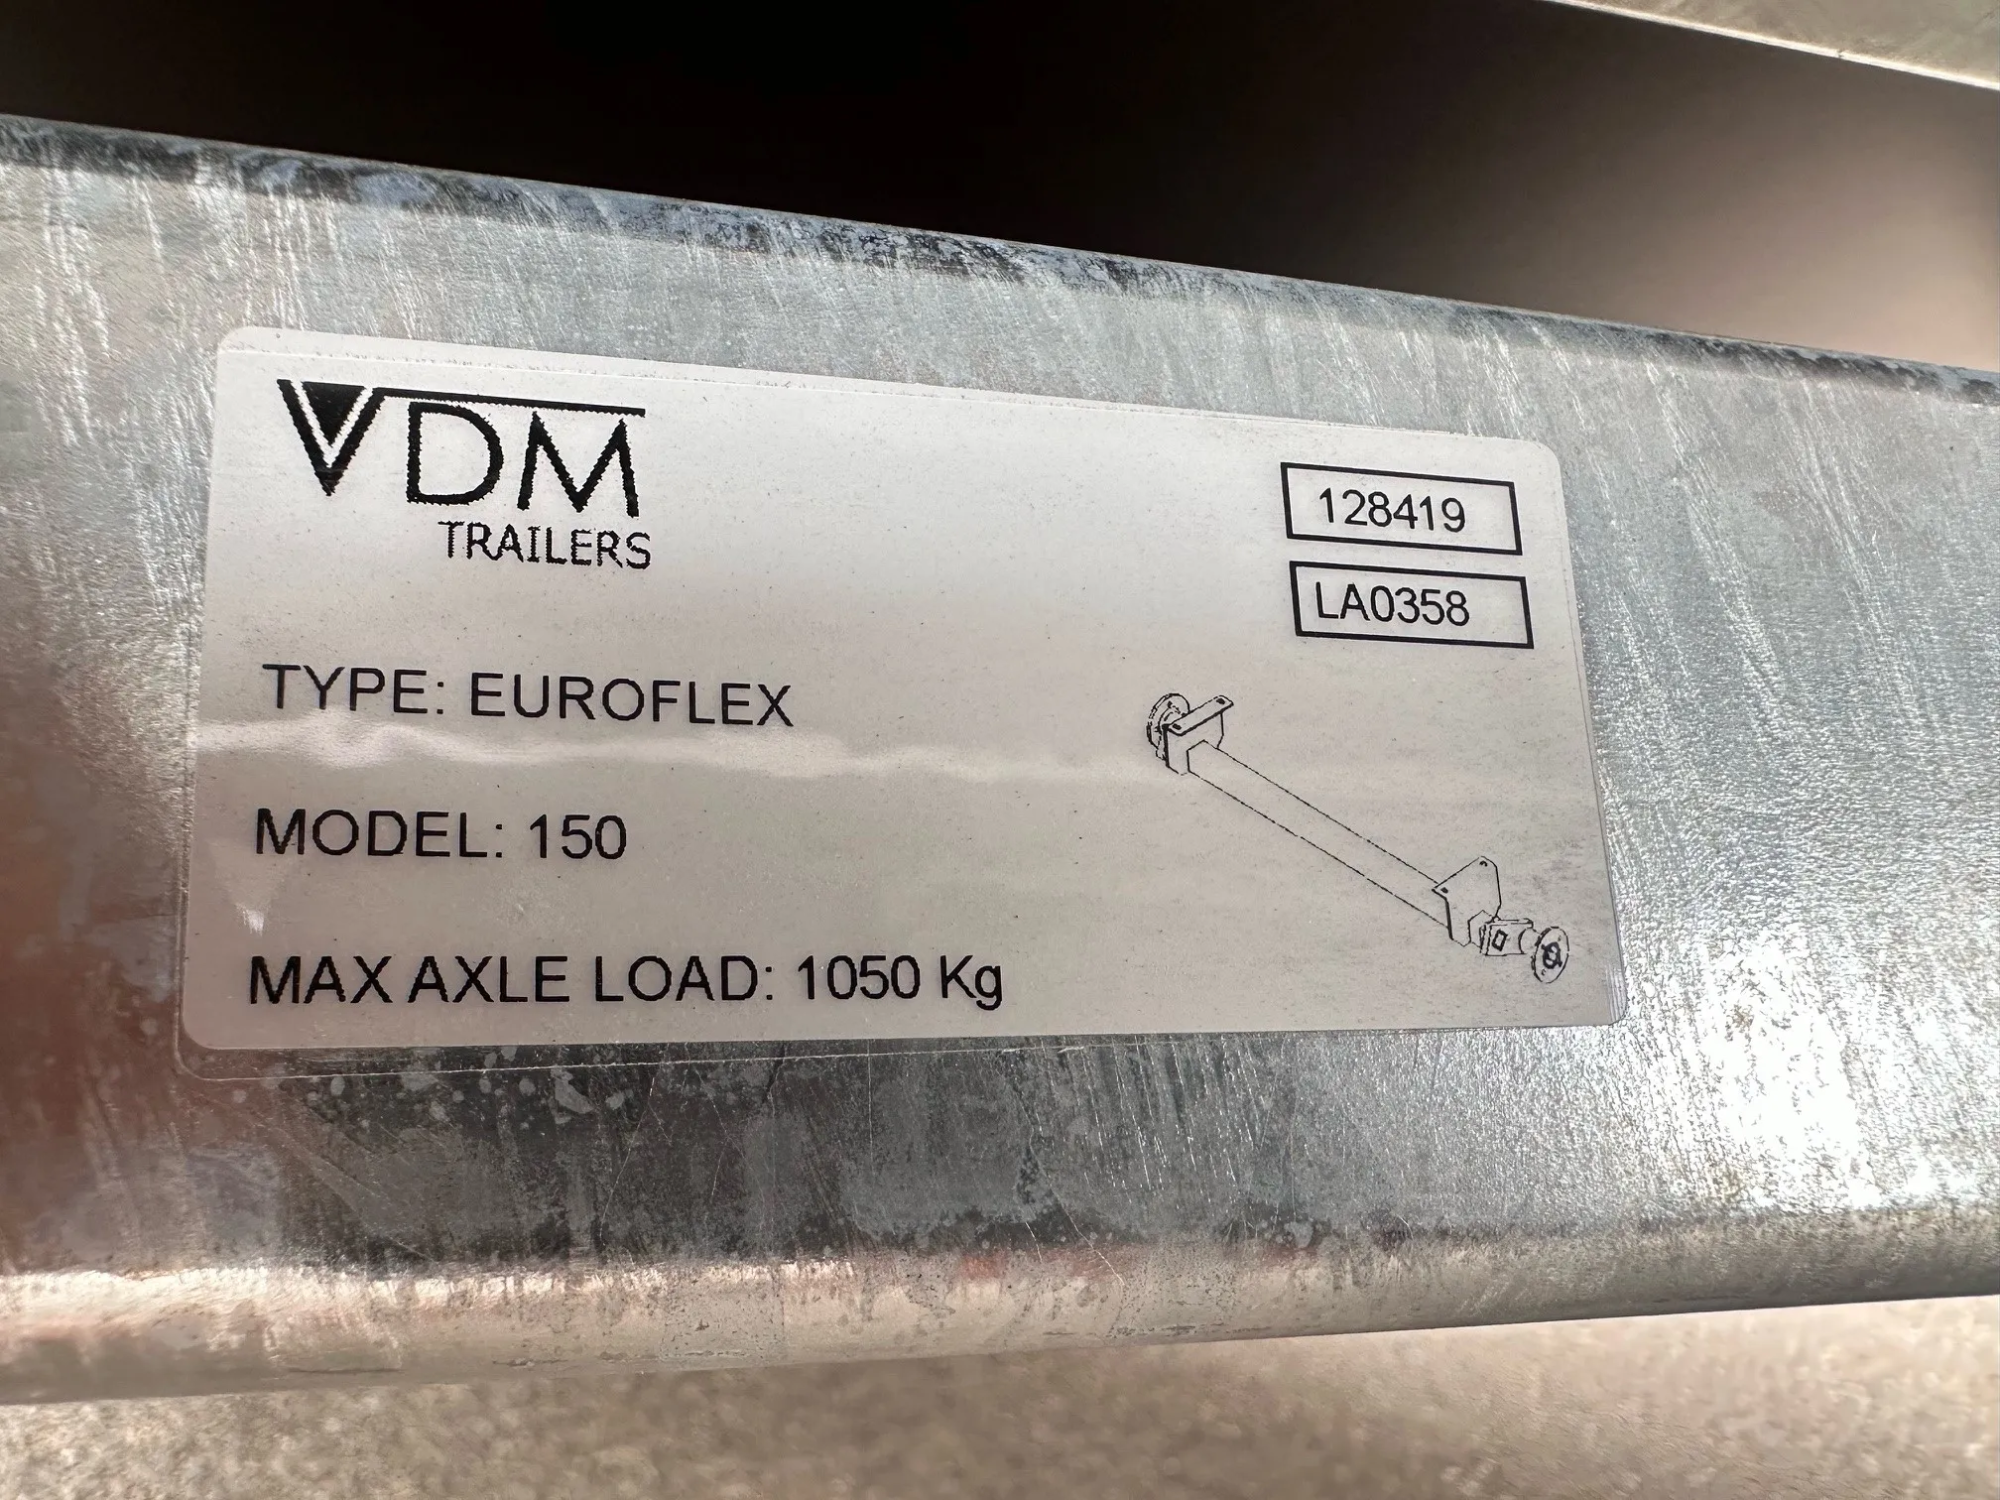 VDM
TRAILERS
128419
LA0358
TYPE: EUROFLEX
MODEL: 150
MAX AXLE LOAD: 1050 Kg